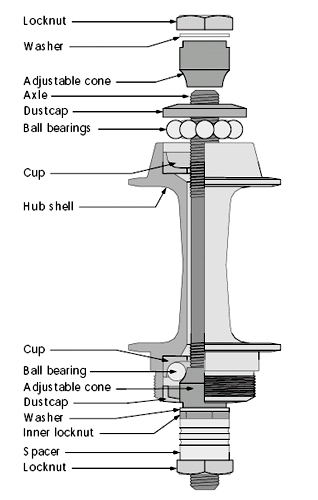 Locknut
Washer
Adjustable cone
Axle
Dustcap
Ball bearings
Cup
Hub shell
Cup
Ball bearing
Adjustable cone
Dustcap
Washer
Inner locknut
Spacer
Locknut